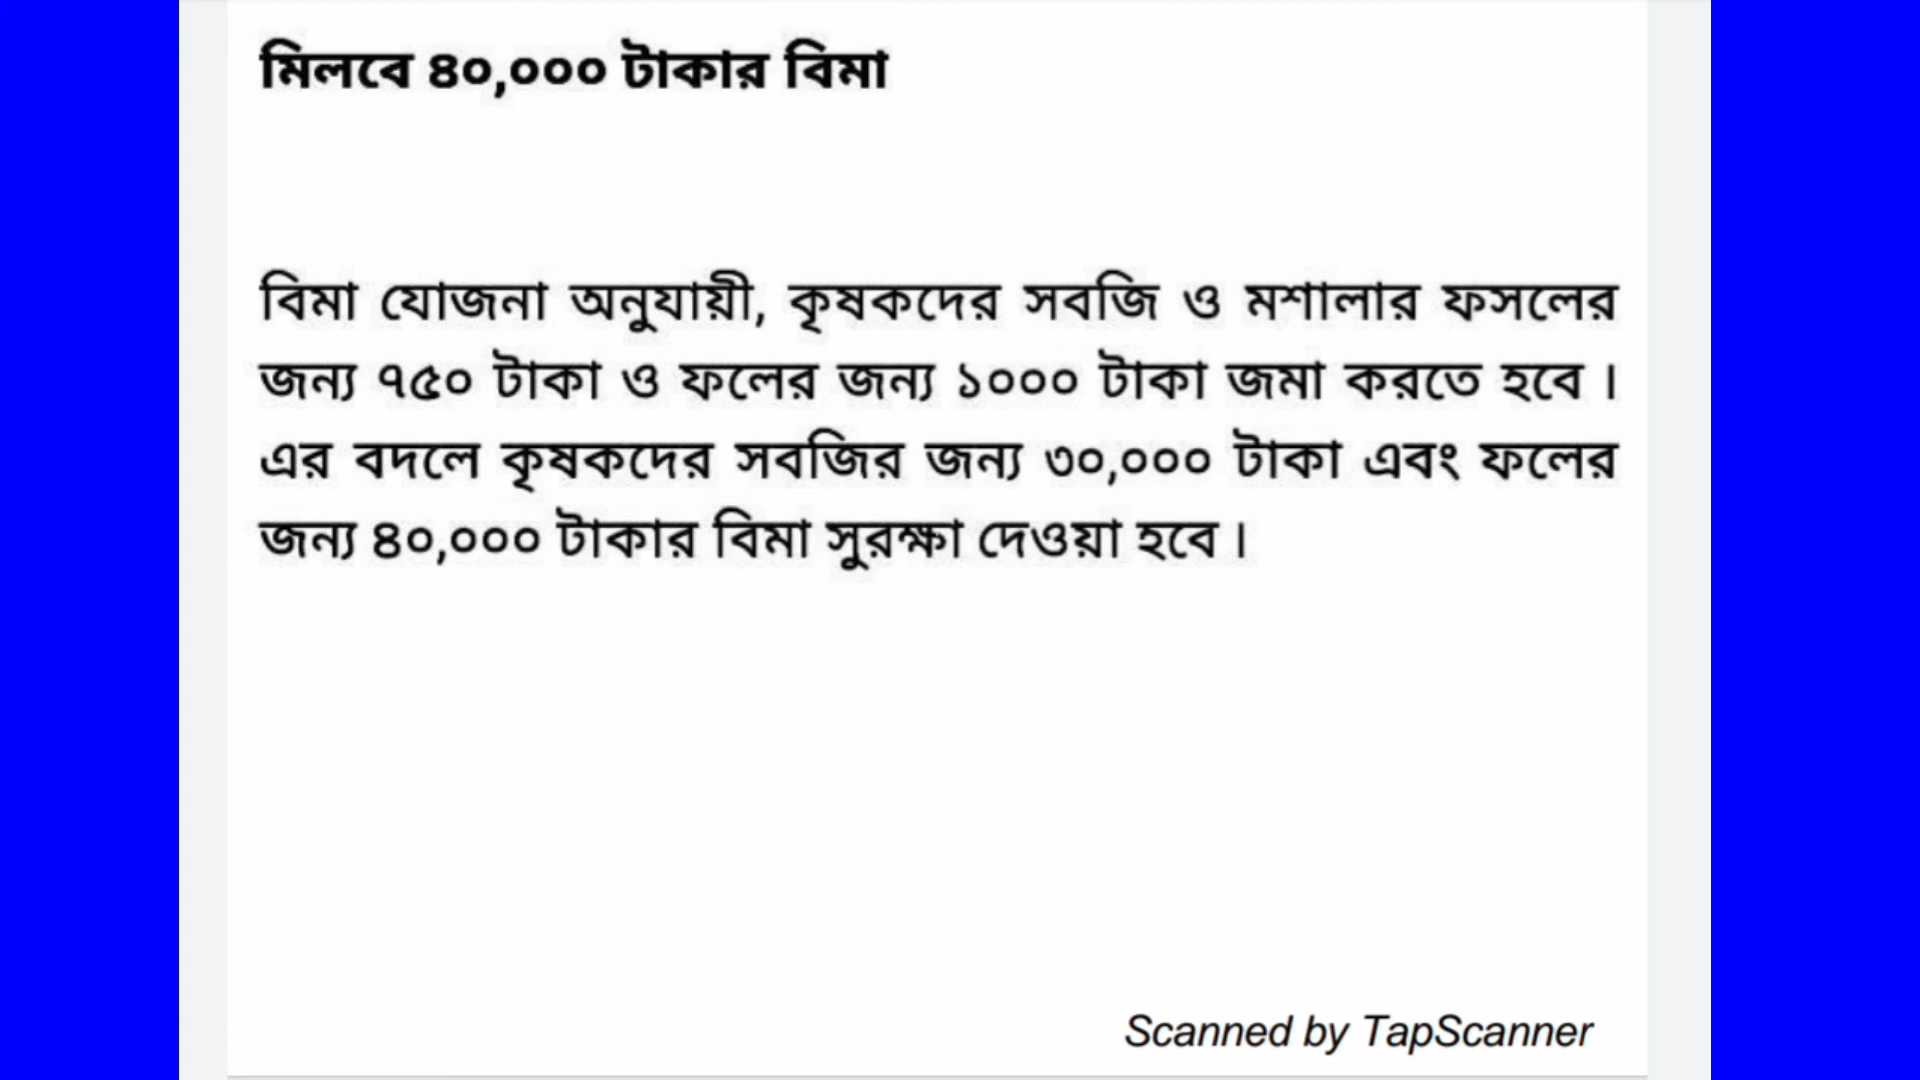 মিলবে ৪০,০০০ টাকার বিমা
বিমা যোজনা অনুযায়ী, কৃষকদের সবজি ও মশালার ফসলের
জন্য ৭৫০ টাকা ও ফলের জন্য ১০০০ টাকা জমা করতে হবে।
এর বদলে কৃষকদের সবজির জন্য ৩০,০০০ টাকা এবং ফলের
জন্য ৪০,০০০ টাকার বিমা সুরক্ষা দেওয়া হবে।
Scanned by TapScanner